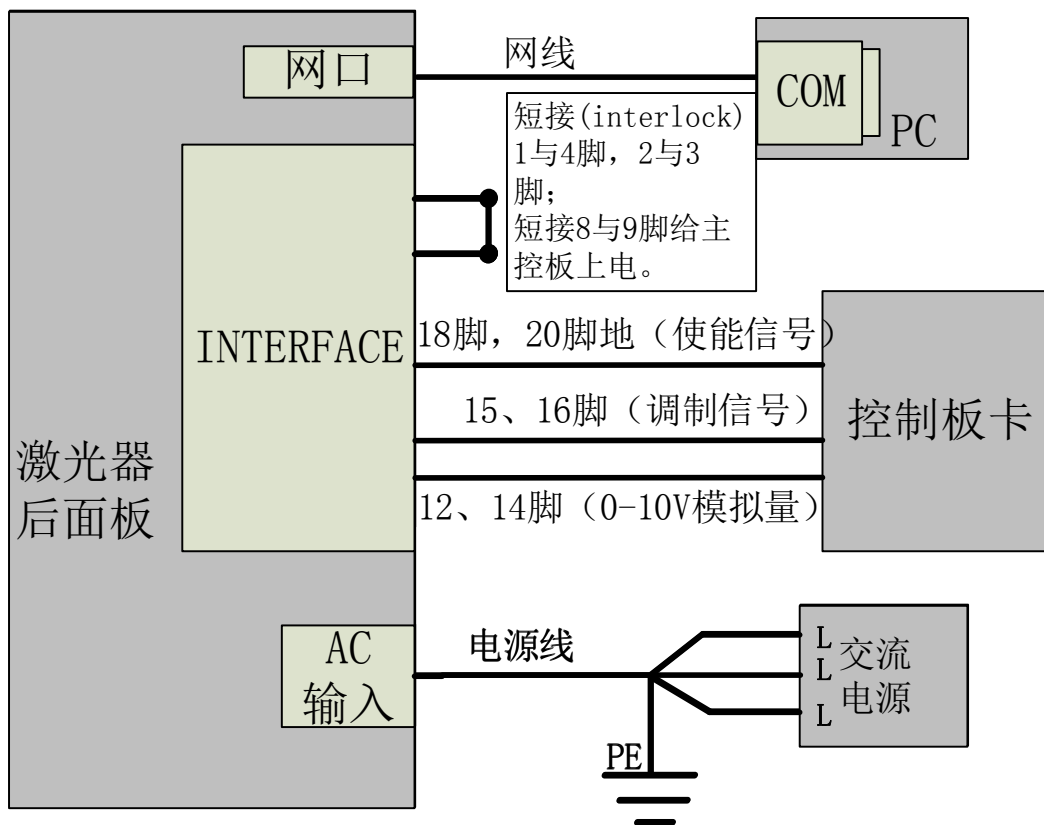 网口
网线
COM
PC
短接(interlock)
1与4脚，2与3
脚；
短接8与9脚给主
控板上电。
INTERFACE
18脚，20脚地（使能信号）
15、16脚（调制信号）
12、14脚（0-10V模拟量）
控制板卡
激光器
后面板
AC
输入
电源线
L
L
L
交流
电源
PE